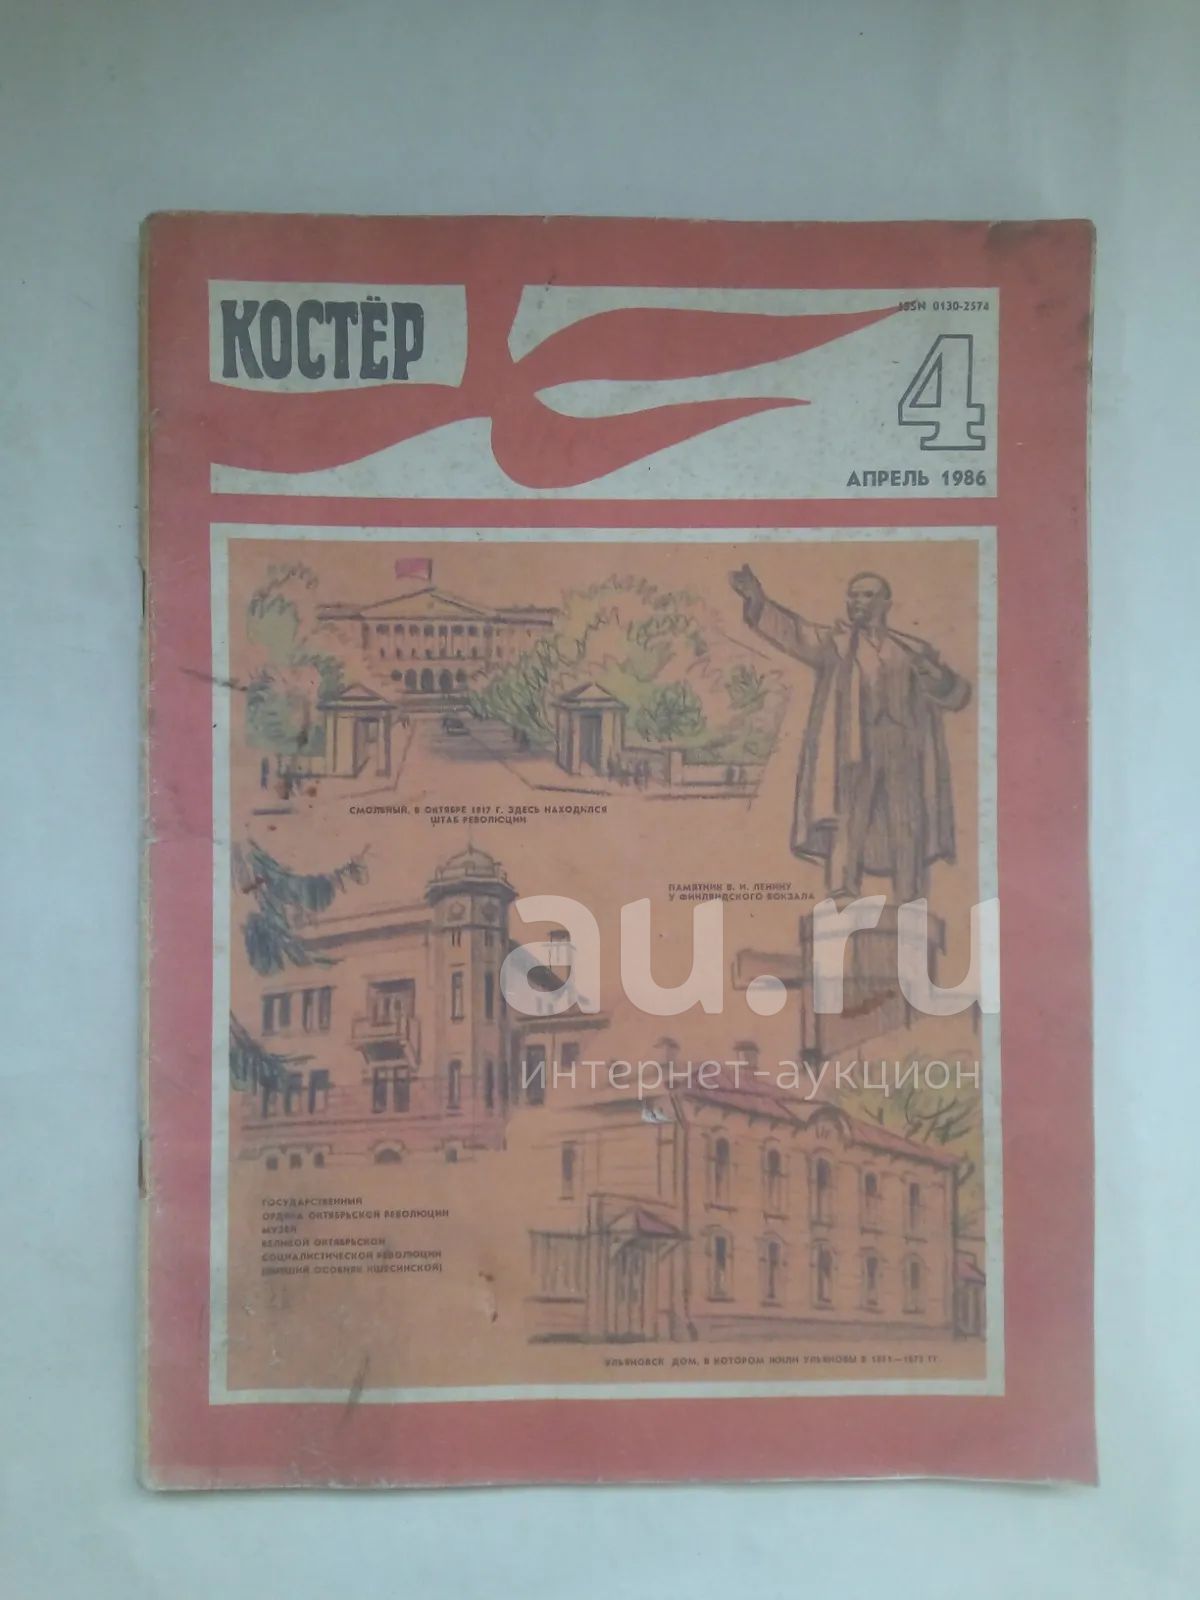 КОСТЁР
ISSN 0130-2574
4
АПРЕЛЬ 1986
СМОЛЬНЫЙ. В ОКТЯБРЕ 1917 Г. ЗДЕСЬ НАХОДИЛСЯ
ШТАБ РЕВОЛЮЦИИ
ПАМЯТНИК В. И. ЛЕНИНУ
У ФИНЛЯНДСКОГО ВОКЗАЛА
au.ru
интернет-аукцион
ГОСУДАРСТВЕННЫЙ
ОРДЕНА ОКТЯБРЬСКОЙ РЕВОЛЮЦИИ
МУЗЕЙ
ВЕЛИКОЙ ОКТЯБРЬСКОЙ
СОЦИАЛИСТИЧЕСКОЙ РЕВОЛЮЦИИ
(БЫВШИЙ ОСОБНЯК КШЕСИНСКОЙ)
УЛЬЯНОВСК ДОМ, В КОТОРОМ ЖИЛИ УЛЬЯНОВЫ В ГГ.